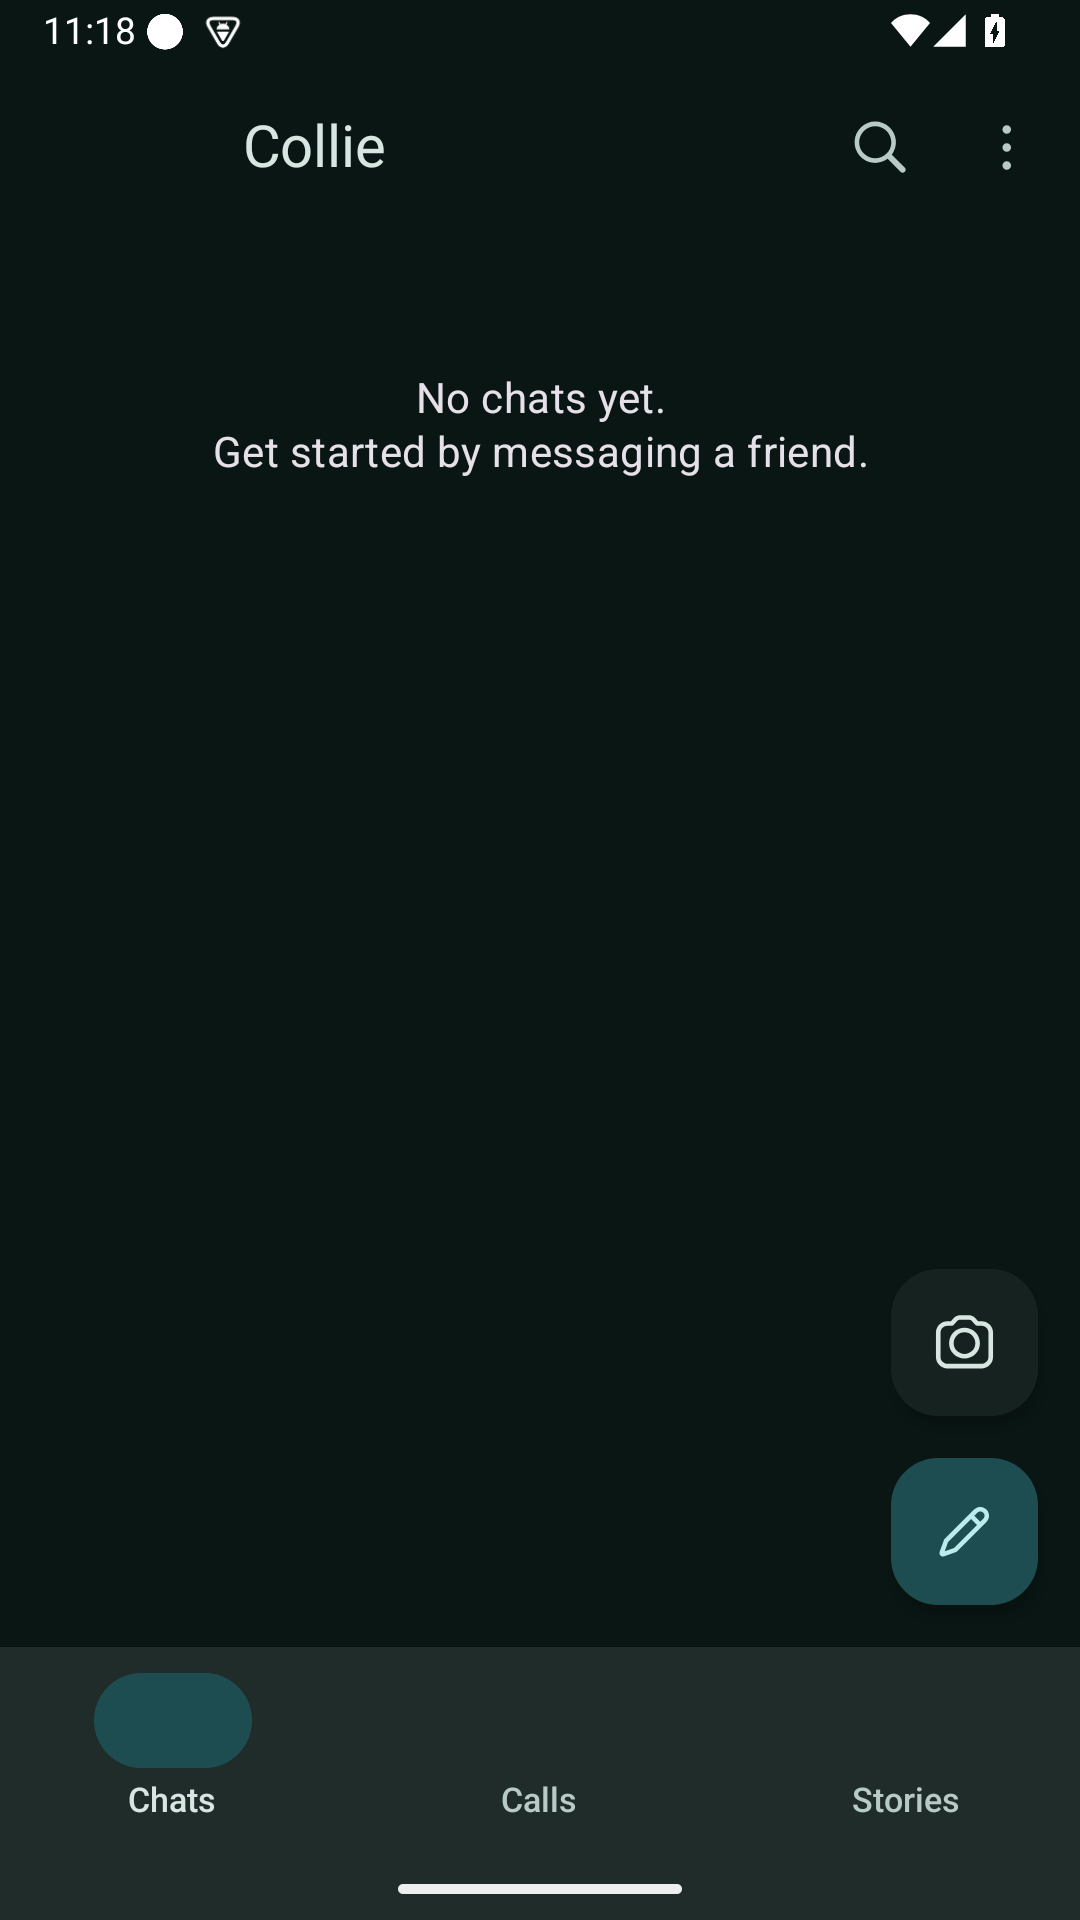 11:18
Collie
No chats yet.
Get started by messaging a friend.
Chats
Calls
Stories